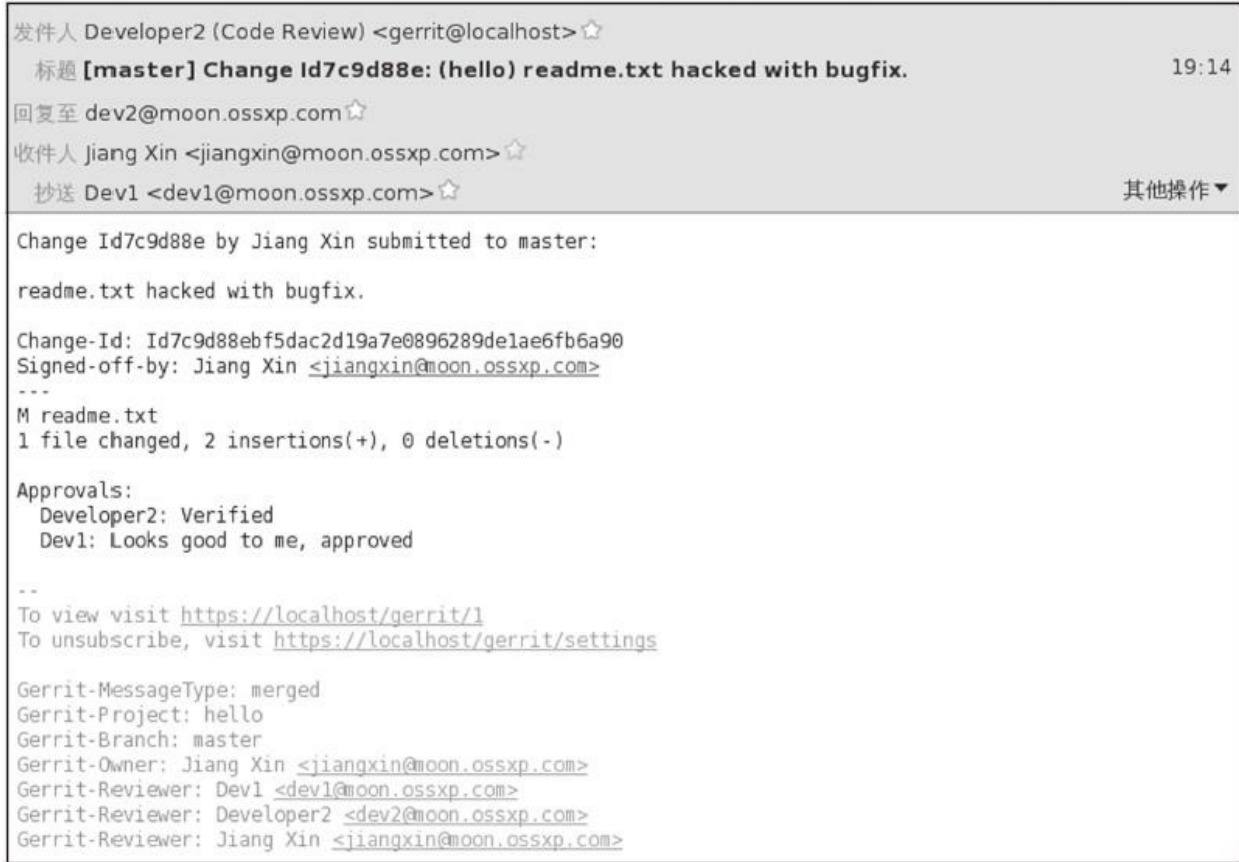 发件人 Developer2 (Code Review) <gerrit@localhost>
标题 [master] Change Id7c9d88e: (hello) readme.txt hacked with bugfix. 19:14
回复至 dev2@moon.ossxp.com
收件人 Jiang Xin <jiangxin@moon.ossxp.com>
抄送 Dev1 <dev1@moon.ossxp.com> 其他操作
Change Id7c9d88e by Jiang Xin submitted to master:
readme.txt hacked with bugfix.
Change-Id: Id7c9d88ebf5dac2d19a7e0896289de1ae6fb6a90
Signed-off-by: Jiang Xin <jiangxin@moon.ossxp.com>
---
M readme.txt
1 file changed, 2 insertions(+), 0 deletions(-)
Approvals:
Developer2: Verified
Dev1: Looks good to me, approved
--
To view visit https://localhost/gerrit/1
To unsubscribe, visit https://localhost/gerrit/settings
Gerrit-MessageType: merged
Gerrit-Project: hello
Gerrit-Branch: master
Gerrit-Owner: Jiang Xin <jiangxin@moon.ossxp.com>
Gerrit-Reviewer: Dev1 <dev1@moon.ossxp.com>
Gerrit-Reviewer: Developer2 <dev2@moon.ossxp.com>
Gerrit-Reviewer: Jiang Xin <jiangxin@moon.ossxp.com>